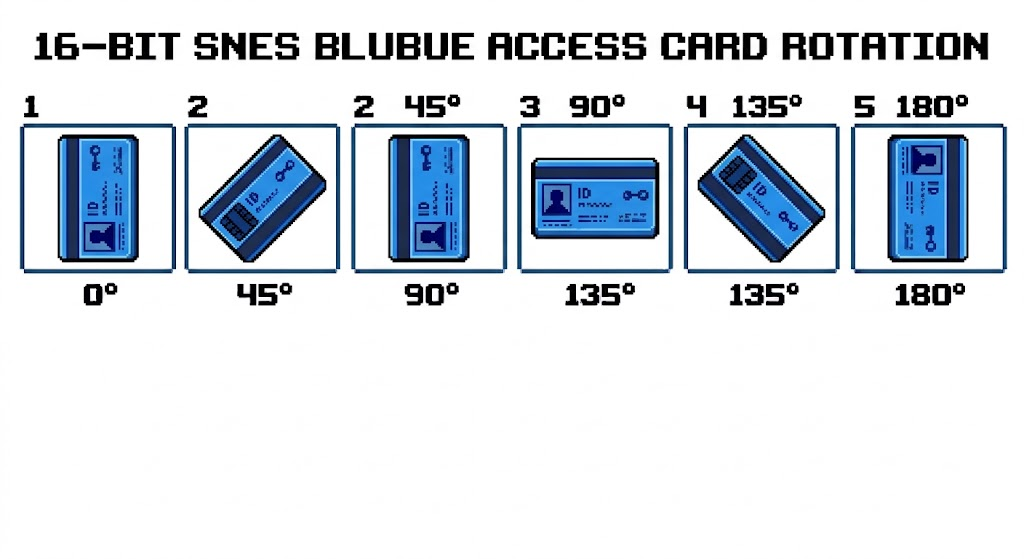 16-BIT SNES BLUBUE ACCESS CARD ROTATION
1 2 2 45° 3 90° 4 135° 5 180°
ID ID ID ID ID ID
0° 45° 90° 135° 135° 180°